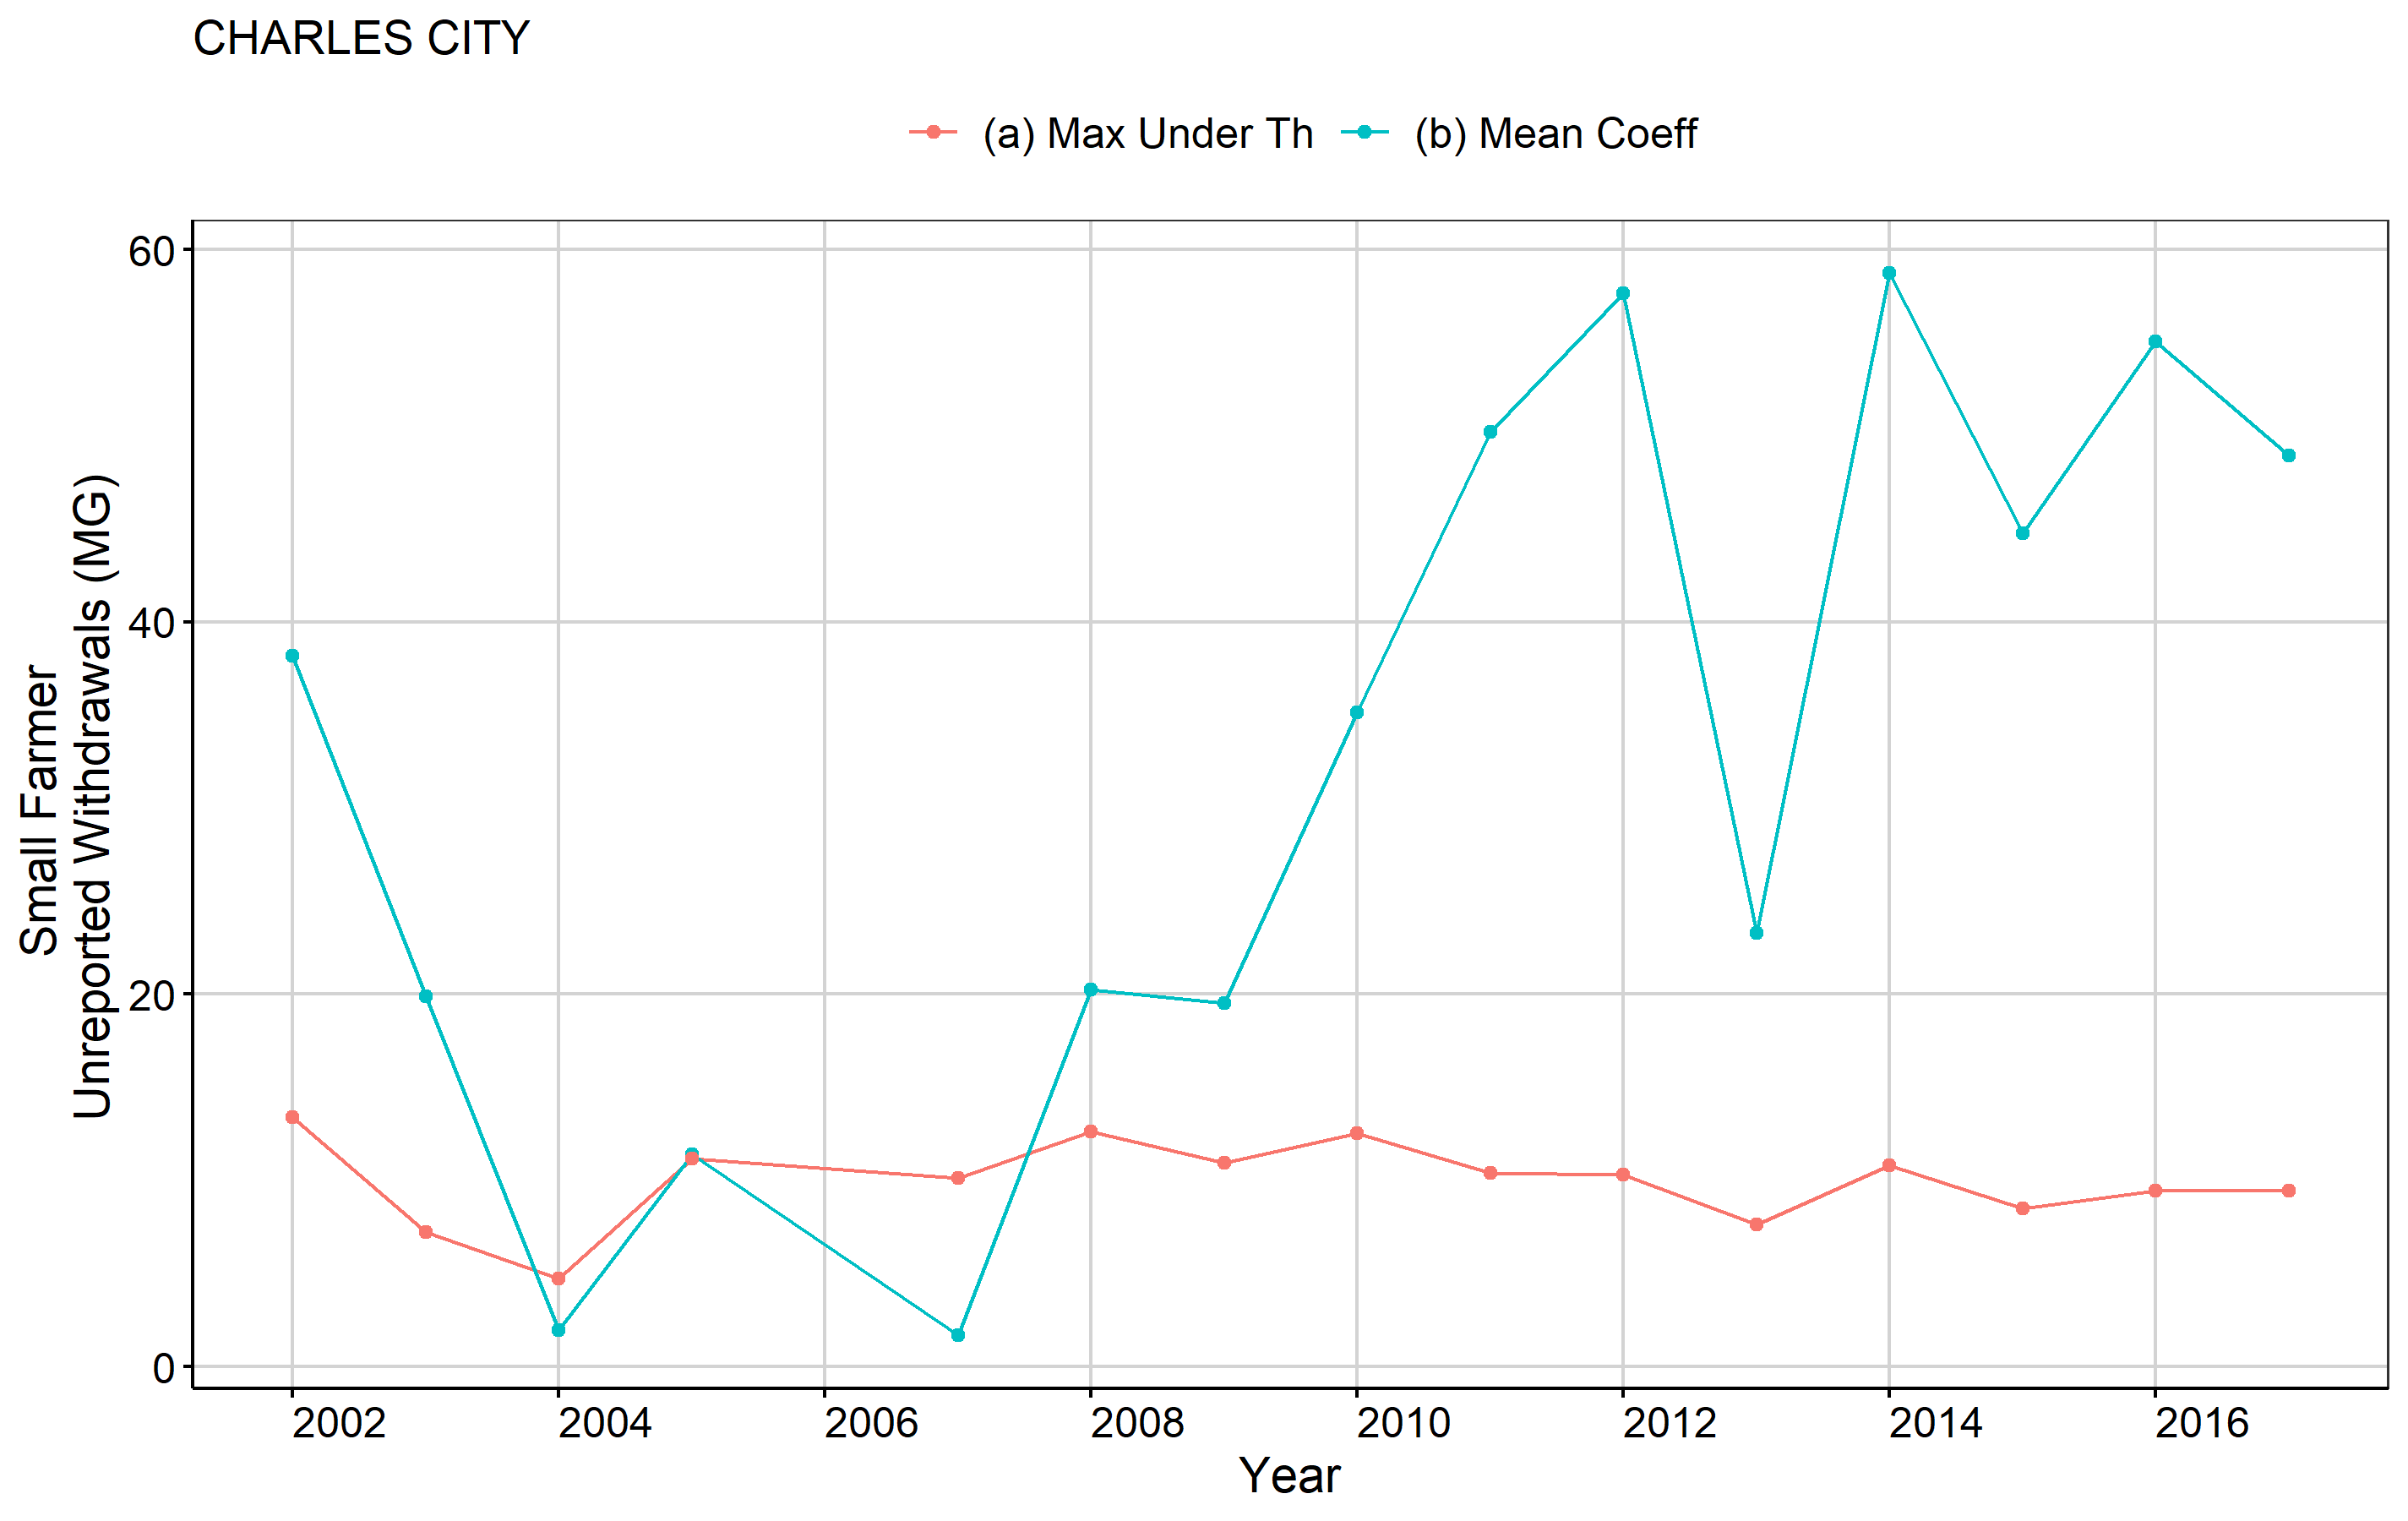 CHARLES CITY
(a) Max Under Th (b) Mean Coeff
Small Farmer
Unreported Withdrawals (MG)
60
40
20
0
2002 2004 2006 2008 2010 2012 2014 2016
Year